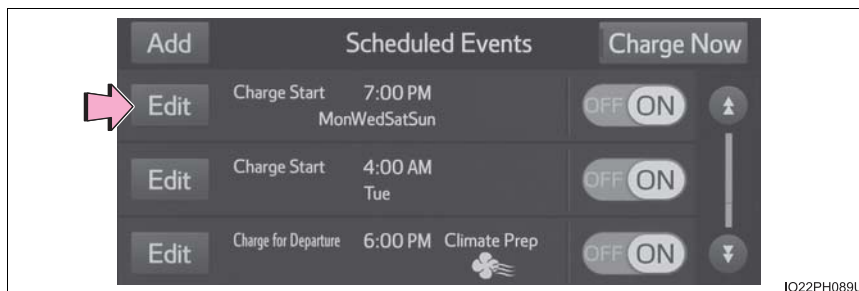 Add Scheduled Events Charge Now
Edit Charge Start 7:00 PM OFF ON
MonWedSatSun
Edit Charge Start 4:00 AM OFF ON
Tue
Edit Charge for Departure 6:00 PM Climate Prep OFF ON
IO22PH089U